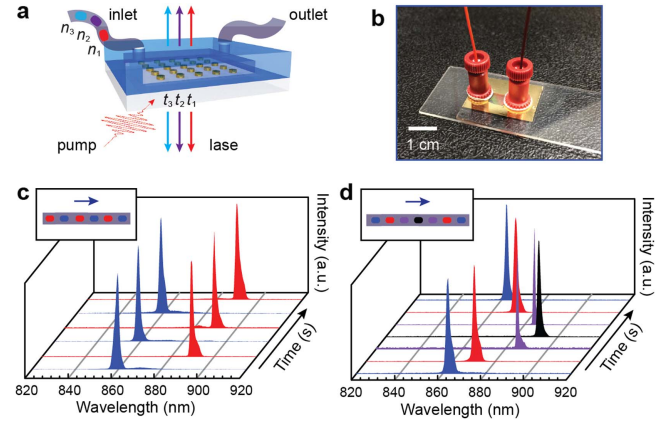 a
inlet
outlet
n3
n2
n1
t3 t2 t1
pump
lase
b
1 cm
c
Intensity (a.u.)
Time (s)
820 840 860 880 900 920
Wavelength (nm)
d
Intensity (a.u.)
Time (s)
820 840 860 880 900 920
Wavelength (nm)